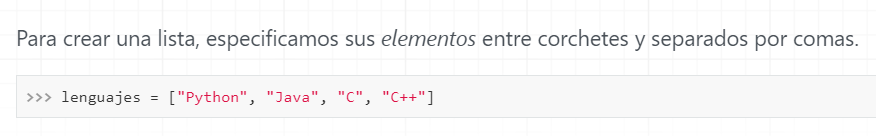 Para crear una lista, especificamos sus elementos entre corchetes y separados por comas.
>>> lenguajes = ["Python", "Java", "C", "C++"]